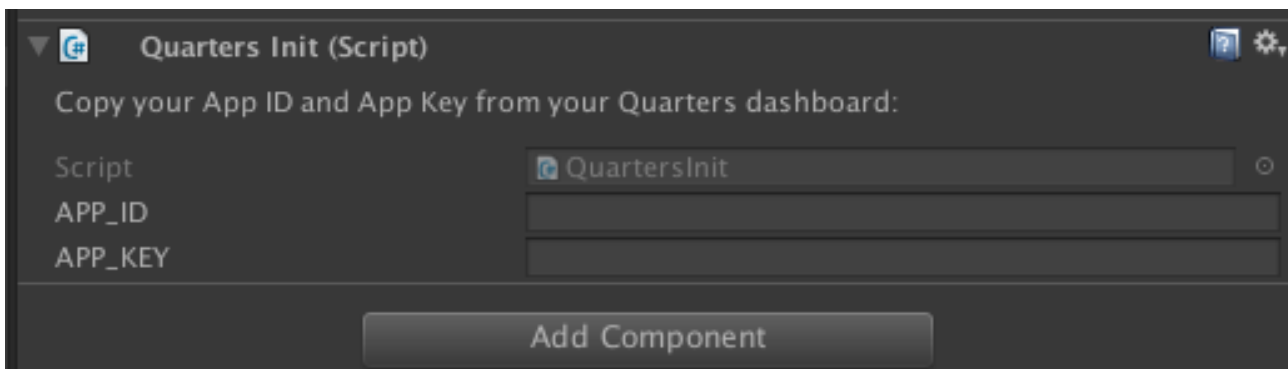 Quarters Init (Script)
Copy your App ID and App Key from your Quarters dashboard:
Script QuartersInit
APP_ID
APP_KEY
Add Component